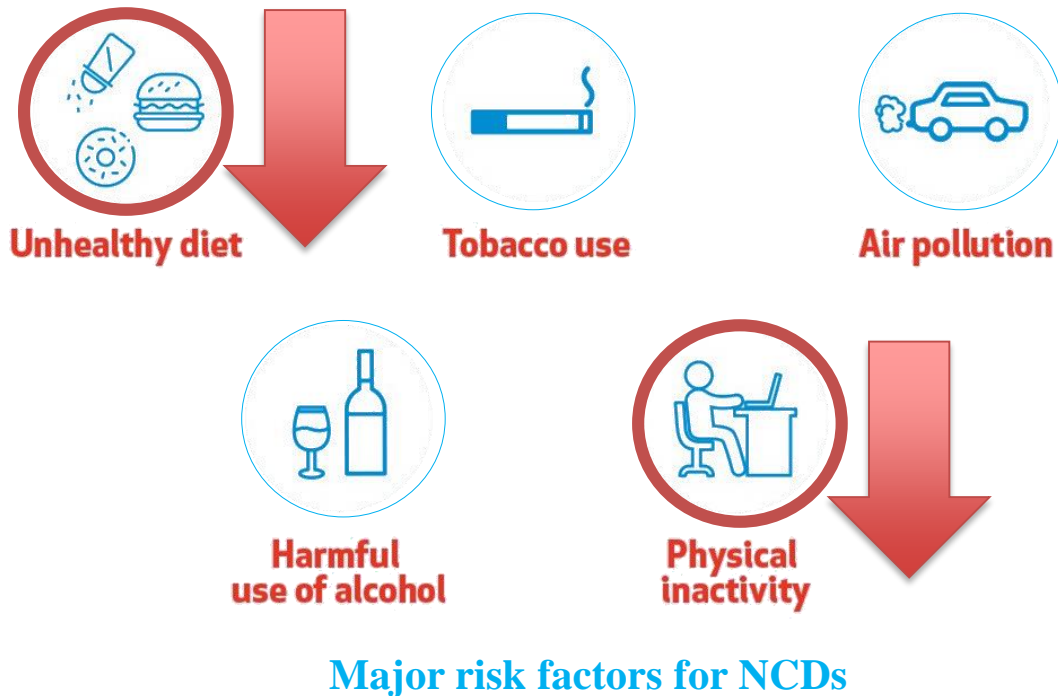 Unhealthy diet
Tobacco use
Air pollution
Harmful
use of alcohol
Physical
inactivity
Major risk factors for NCDs